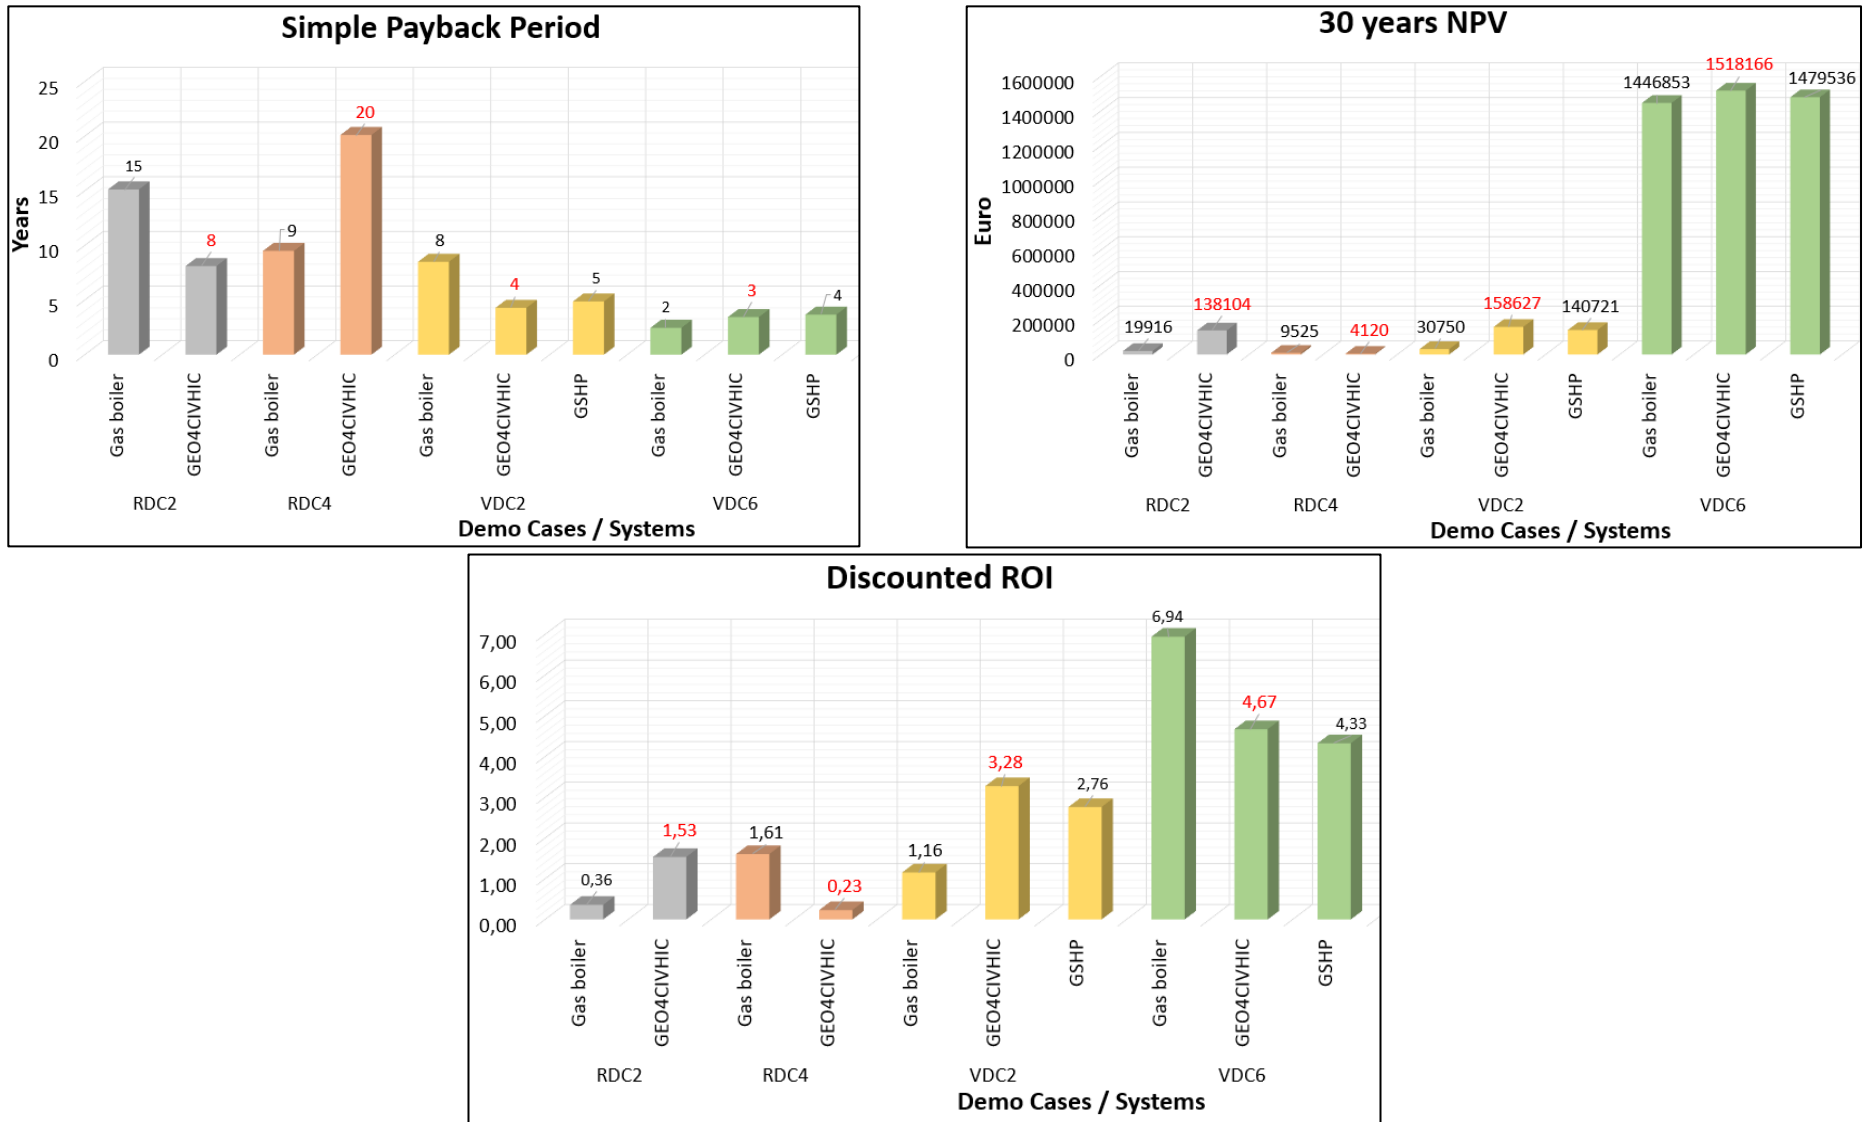 Simple Payback Period
Years
25
20
15
10
5
0
15
8
9
20
8
4
5
2
3
4
Gas boiler
GEO4CIVHIC
Gas boiler
GEO4CIVHIC
Gas boiler
GEO4CIVHIC
GSHP
Gas boiler
GEO4CIVHIC
GSHP
RDC2 RDC4 VDC2 VDC6
Demo Cases / Systems
30 years NPV
Euro
1600000
1400000
1200000
1000000
800000
600000
400000
200000
0
19916
138104
9525
4120
30750
158627
140721
1446853
1518166
1479536
Gas boiler
GEO4CIVHIC
Gas boiler
GEO4CIVHIC
Gas boiler
GEO4CIVHIC
GSHP
Gas boiler
GEO4CIVHIC
GSHP
RDC2 RDC4 VDC2 VDC6
Demo Cases / Systems
Discounted ROI
7,00
6,00
5,00
4,00
3,00
2,00
1,00
0,00
0,36
1,53
1,61
0,23
1,16
3,28
2,76
6,94
4,67
4,33
Gas boiler
GEO4CIVHIC
Gas boiler
GEO4CIVHIC
Gas boiler
GEO4CIVHIC
GSHP
Gas boiler
GEO4CIVHIC
GSHP
RDC2 RDC4 VDC2 VDC6
Demo Cases / Systems